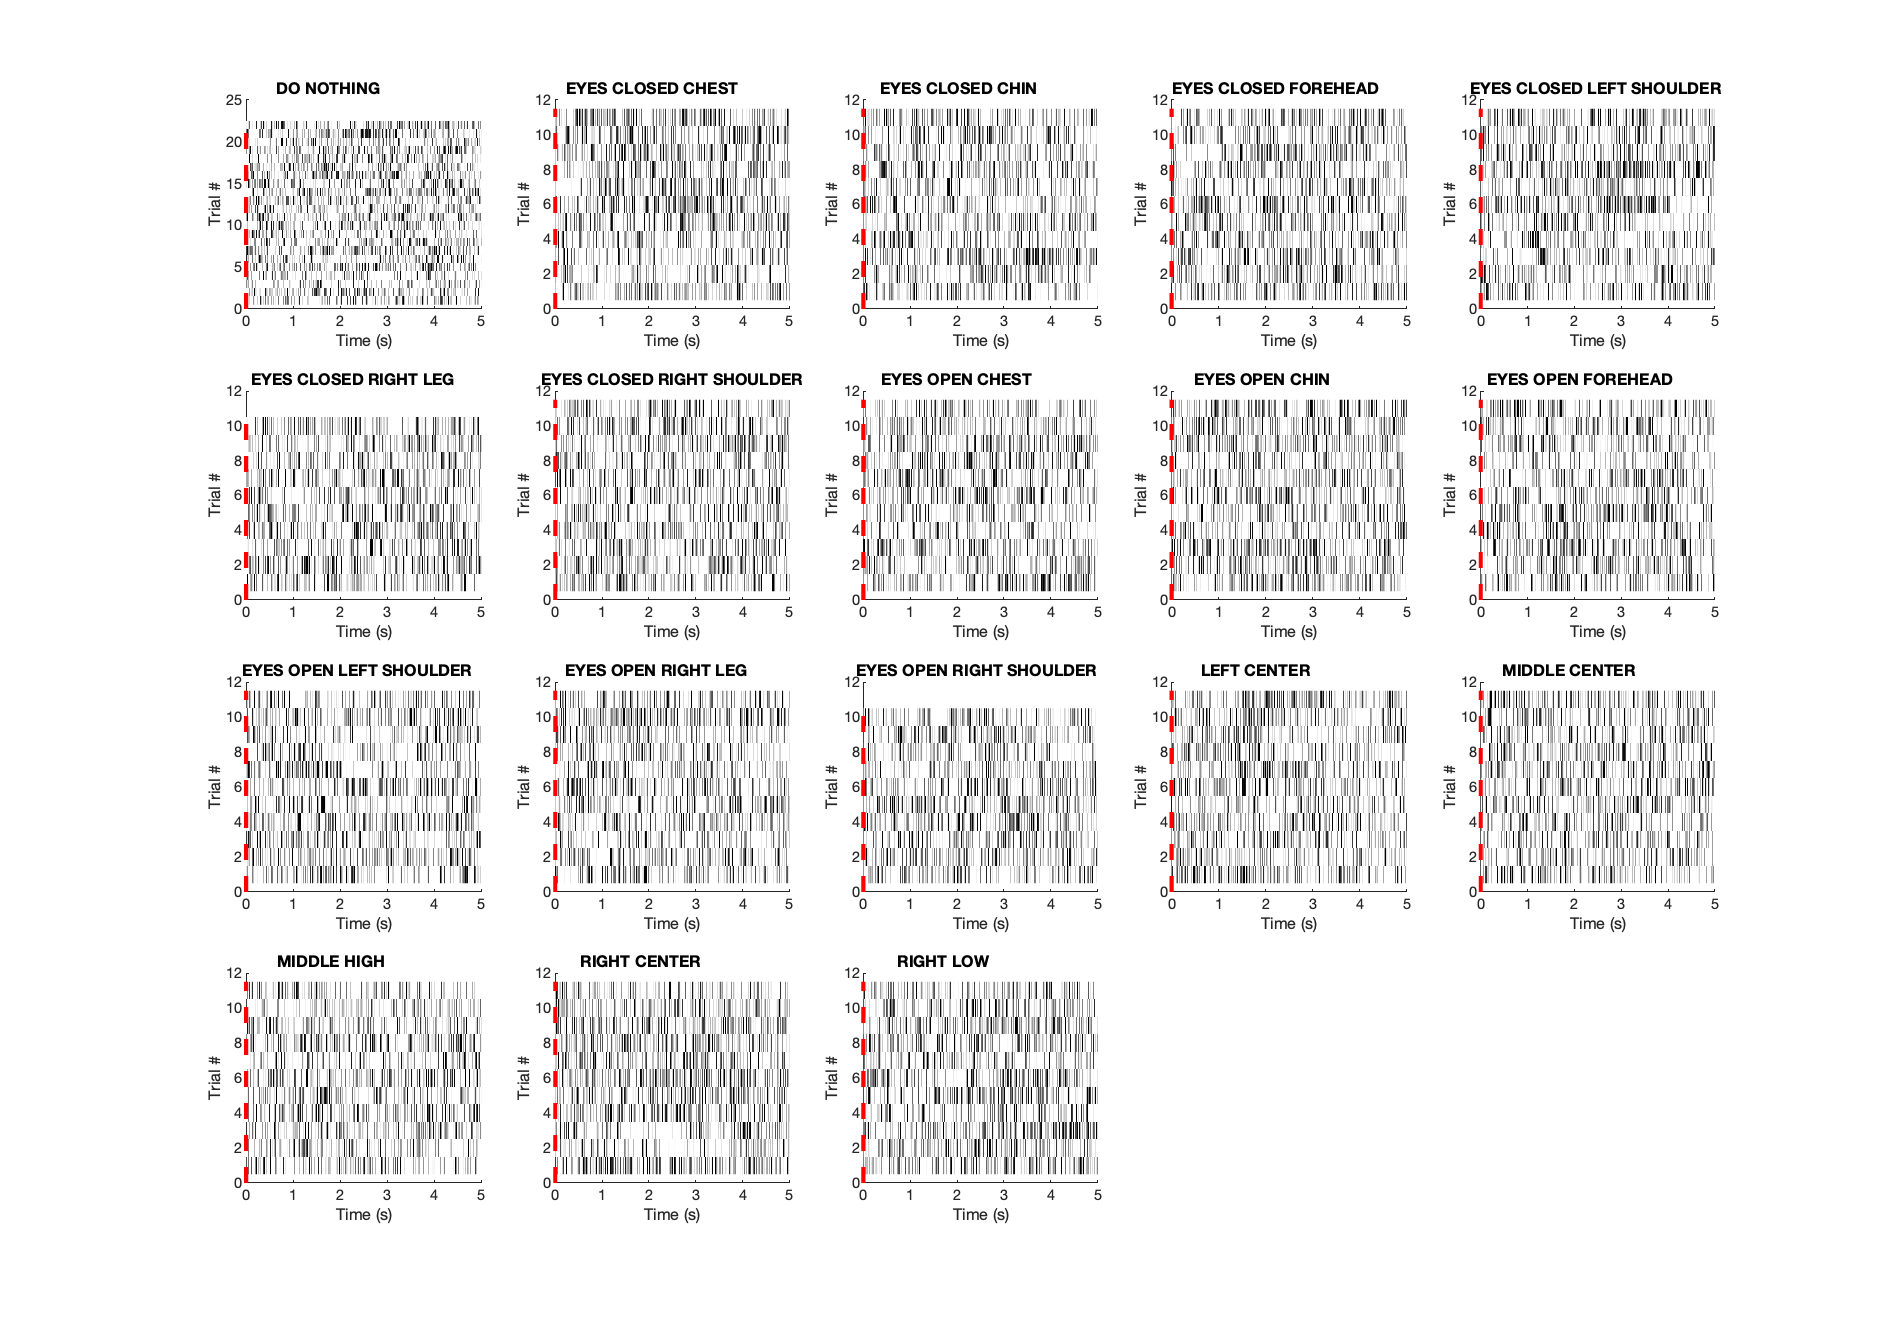 DO NOTHING
25
20
15
10
5
0
Trial #
0 1 2 3 4 5
Time (s)
EYES CLOSED CHEST
12
10
8
6
4
2
0
Trial #
0 1 2 3 4 5
Time (s)
EYES CLOSED CHIN
12
10
8
6
4
2
0
Trial #
0 1 2 3 4 5
Time (s)
EYES CLOSED FOREHEAD
12
10
8
6
4
2
0
Trial #
0 1 2 3 4 5
Time (s)
EYES CLOSED LEFT SHOULDER
12
10
8
6
4
2
0
Trial #
0 1 2 3 4 5
Time (s)
EYES CLOSED RIGHT LEG
12
10
8
6
4
2
0
Trial #
0 1 2 3 4 5
Time (s)
EYES CLOSED RIGHT SHOULDER
12
10
8
6
4
2
0
Trial #
0 1 2 3 4 5
Time (s)
EYES OPEN CHEST
12
10
8
6
4
2
0
Trial #
0 1 2 3 4 5
Time (s)
EYES OPEN CHIN
12
10
8
6
4
2
0
Trial #
0 1 2 3 4 5
Time (s)
EYES OPEN FOREHEAD
12
10
8
6
4
2
0
Trial #
0 1 2 3 4 5
Time (s)
EYES OPEN LEFT SHOULDER
12
10
8
6
4
2
0
Trial #
0 1 2 3 4 5
Time (s)
EYES OPEN RIGHT LEG
12
10
8
6
4
2
0
Trial #
0 1 2 3 4 5
Time (s)
EYES OPEN RIGHT SHOULDER
12
10
8
6
4
2
0
Trial #
0 1 2 3 4 5
Time (s)
LEFT CENTER
12
10
8
6
4
2
0
Trial #
0 1 2 3 4 5
Time (s)
MIDDLE CENTER
12
10
8
6
4
2
0
Trial #
0 1 2 3 4 5
Time (s)
MIDDLE HIGH
12
10
8
6
4
2
0
Trial #
0 1 2 3 4 5
Time (s)
RIGHT CENTER
12
10
8
6
4
2
0
Trial #
0 1 2 3 4 5
Time (s)
RIGHT LOW
12
10
8
6
4
2
0
Trial #
0 1 2 3 4 5
Time (s)